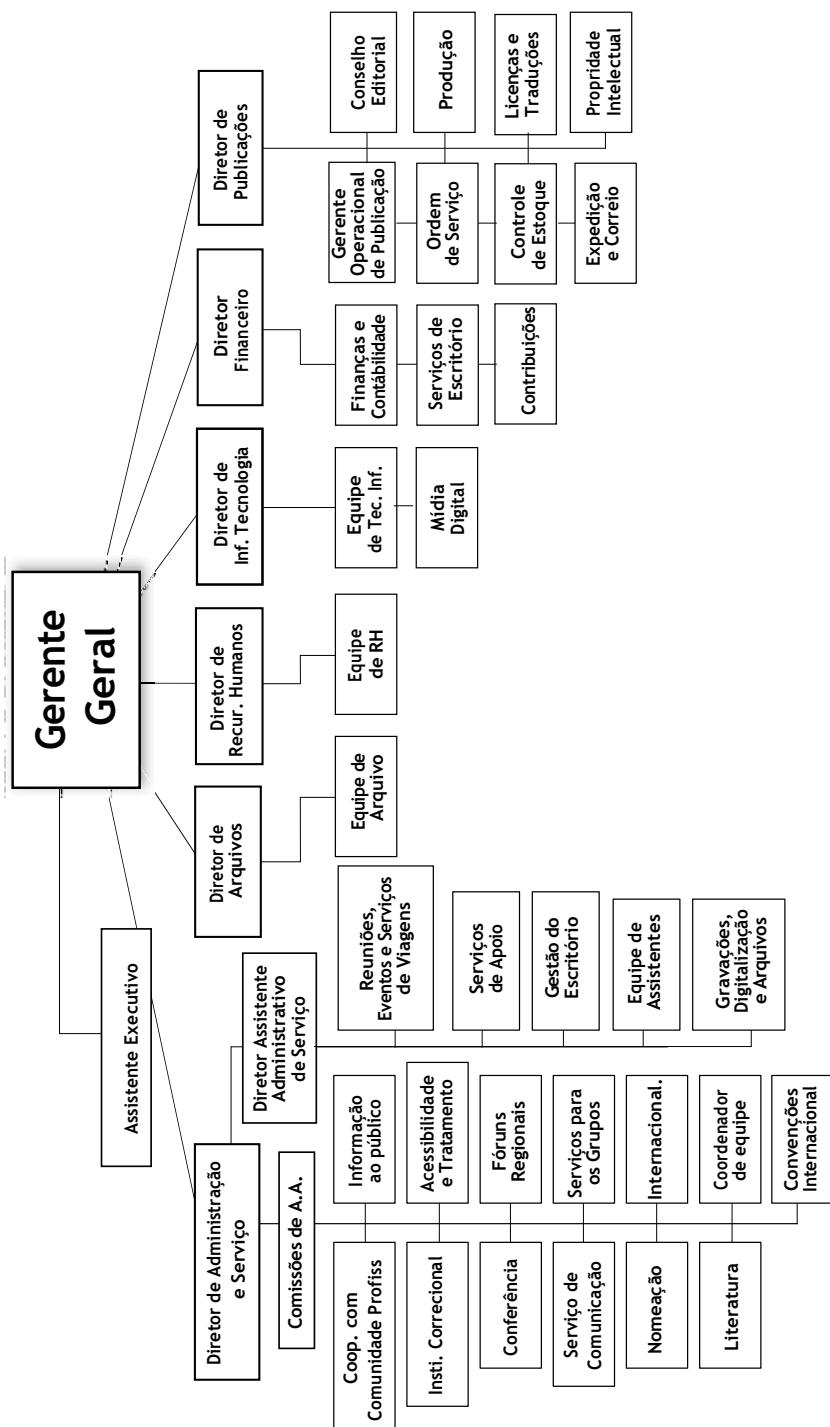 Gerente
Geral
Assistente Executivo
Diretor de Administração
e Serviço
Diretor de
Arquivos
Diretor de
Recur. Humanos
Diretor de
Inf. Tecnologia
Diretor
Financeiro
Diretor de
Publicações
Diretor Assistente
Administrativo
de Serviço
Comissões de A.A.
Coop. com
Comunidade Profiss
Informação
ao público
Insti. Correcional
Acessibilidade
e Tratamento
Conferência
Fóruns
Regionais
Serviço de
Comunicação
Serviços para
os Grupos
Nomeação
Internacional.
Literatura
Coordenador
de equipe
Convenções
Internacional
Reuniões,
Eventos e Serviços
de Viagens
Serviços
de Apoio
Gestão do
Escritório
Equipe de
Assistentes
Gravações,
Digitalização
e Arquivos
Equipe de
Arquivo
Equipe
de RH
Equipe
de Tec. Inf.
Mídia
Digital
Finanças e
Contábilidade
Serviços de
Escritório
Contribuições
Gerente
Operacional
de Publicação
Conselho
Editorial
Ordem
de Serviço
Produção
Controle
de Estoque
Licenças e
Traduções
Expedição
e Correio
Propridade
Intelectual